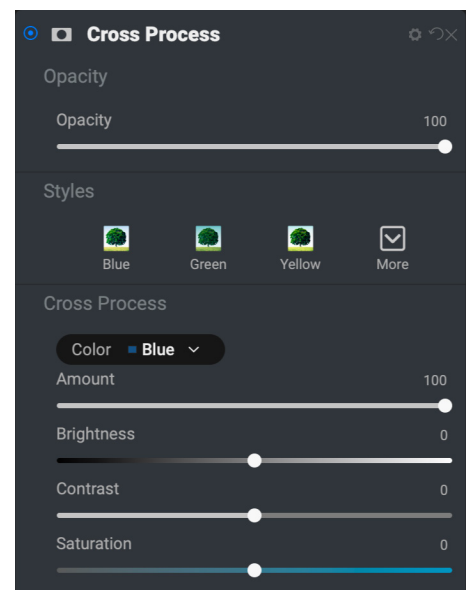 Cross Process
Opacity
Opacity 100
Styles
Blue Green Yellow More
Cross Process
Color Blue
Amount 100
Brightness 0
Contrast 0
Saturation 0